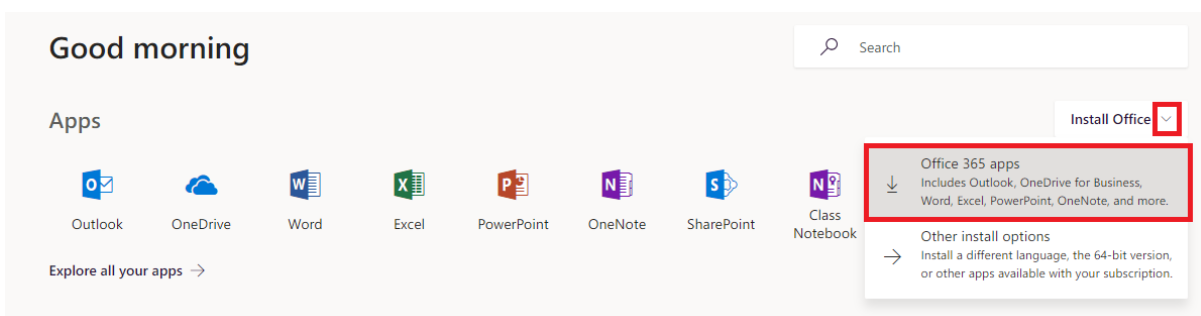 Good morning
Search
Apps
Install Office
Office 365 apps
Includes Outlook, OneDrive for Business,
Word, Excel, PowerPoint, OneNote, and more.
Outlook
OneDrive
Word
Excel
PowerPoint
OneNote
SharePoint
Class
Notebook
Other install options
Install a different language, the 64-bit version,
or other apps available with your subscription.
Explore all your apps →